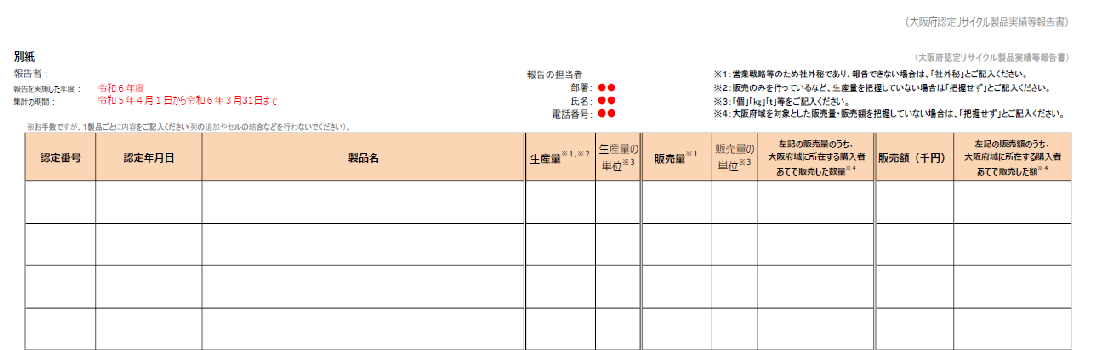 (大阪府認定リサイクル製品実績等報告書)
別紙
(大阪府認定リサイクル製品実績等報告書)
報告者:
報告の担当者
※1:営業戦略等のため社外秘であり、報告できない場合は、「社外秘」とご記入ください。
報告を実施した年度: 令和6年度
部署: ●●
※2:販売のみを行っているなど、生産量を把握していない場合は「把握せず」とご記入ください。
集計の期間: 令和5年4月1日から令和6年3月31日まで
氏名: ●●
※3:「個」「kg」「t」等をご記入ください。
電話番号: ●●
※4:大阪府域を対象とした販売量・販売額を把握していない場合は、「把握せず」とご記入ください。
※お手数ですが、1製品ごとに内容をご記入ください(列の追加やセルの結合などを行わないでください)。
認定番号
認定年月日
製品名
生産量※1,※2
生産量の
単位※3
販売量※1
販売量の
単位※3
左記の販売量のうち、
大阪府域に所在する購入者
あてで販売した数量※4
販売額(千円)
左記の販売額のうち、
大阪府域に所在する購入者
あてで販売した額※4